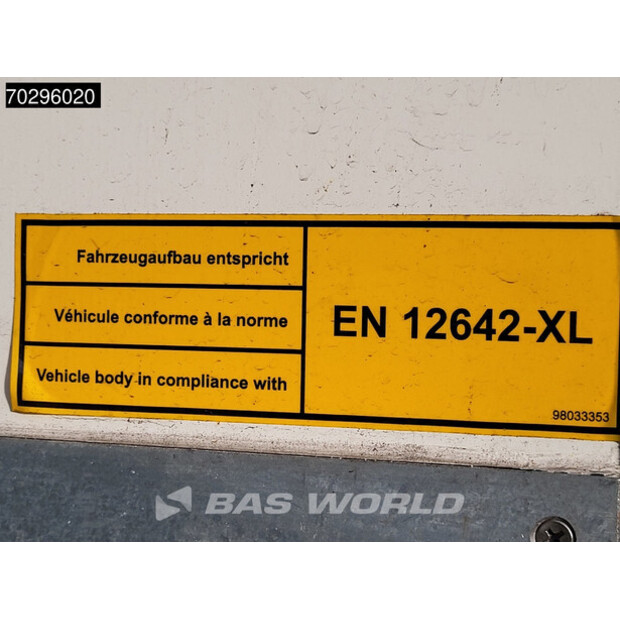 70296020
Fahrzeugaufbau entspricht
Véhicule conforme à la norme
Vehicle body in compliance with
EN 12642-XL
98033353
BAS WORLD